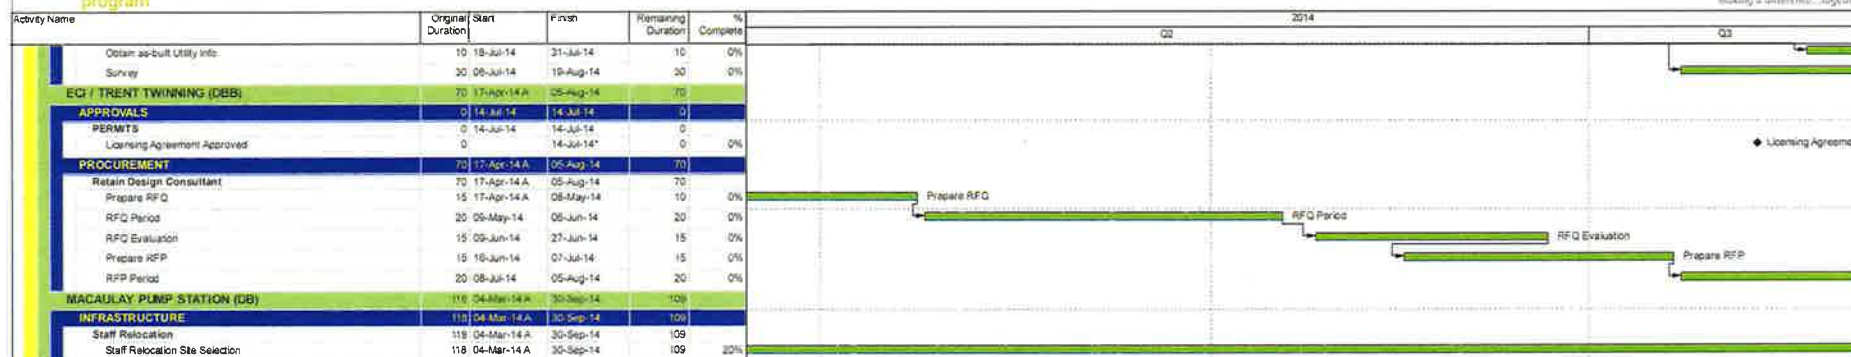 program
Activity Name Original Duration Start Finish Remaining Duration % Complete 2014
Q2 Q3
Obtain as-built Utility Info 10 18-Jul-14 31-Jul-14 10 0%
Survey 30 08-Jul-14 19-Aug-14 30 0%
ECI / TRENT TWINNING (DBB) 70 17-Apr-14 A 05-Aug-14 70
APPROVALS 0 14-Jul-14 14-Jul-14 0
PERMITS 0 14-Jul-14 14-Jul-14 0
Licensing Agreement Approved 0 14-Jul-14* 0 0% Licensing Agreeme
PROCUREMENT 70 17-Apr-14 A 05-Aug-14 70
Retain Design Consultant 70 17-Apr-14 A 05-Aug-14 70
Prepare RFQ 15 17-Apr-14 A 08-May-14 10 0% Prepare RFQ
RFQ Period 20 09-May-14 06-Jun-14 20 0% RFQ Period
RFQ Evaluation 15 09-Jun-14 27-Jun-14 15 0% RFQ Evaluation
Prepare RFP 15 16-Jun-14 07-Jul-14 15 0% Prepare RFP
RFP Period 20 08-Jul-14 05-Aug-14 20 0%
MACAULAY PUMP STATION (DB) 118 04-Mar-14 A 30-Sep-14 109
INFRASTRUCTURE 118 04-Mar-14 A 30-Sep-14 109
Staff Relocation 118 04-Mar-14 A 30-Sep-14 109
Staff Relocation Site Selection 118 04-Mar-14 A 30-Sep-14 109 20%